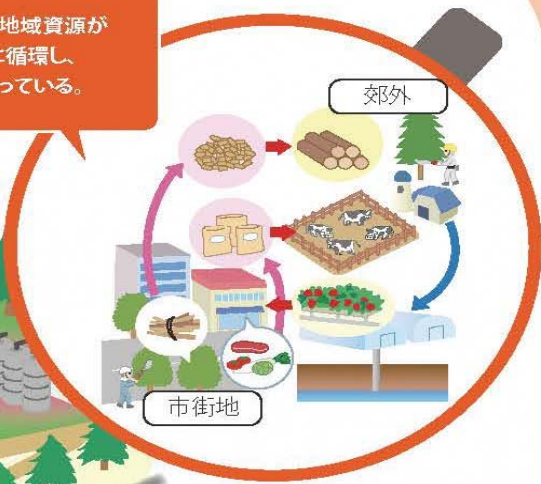 地域資源が
循環し、
っている。
郊外
市街地